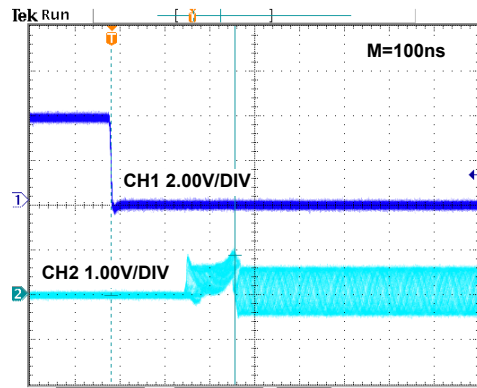 Tek Run
T
T
M=100ns
1
CH1 2.00V/DIV
CH2 1.00V/DIV
2